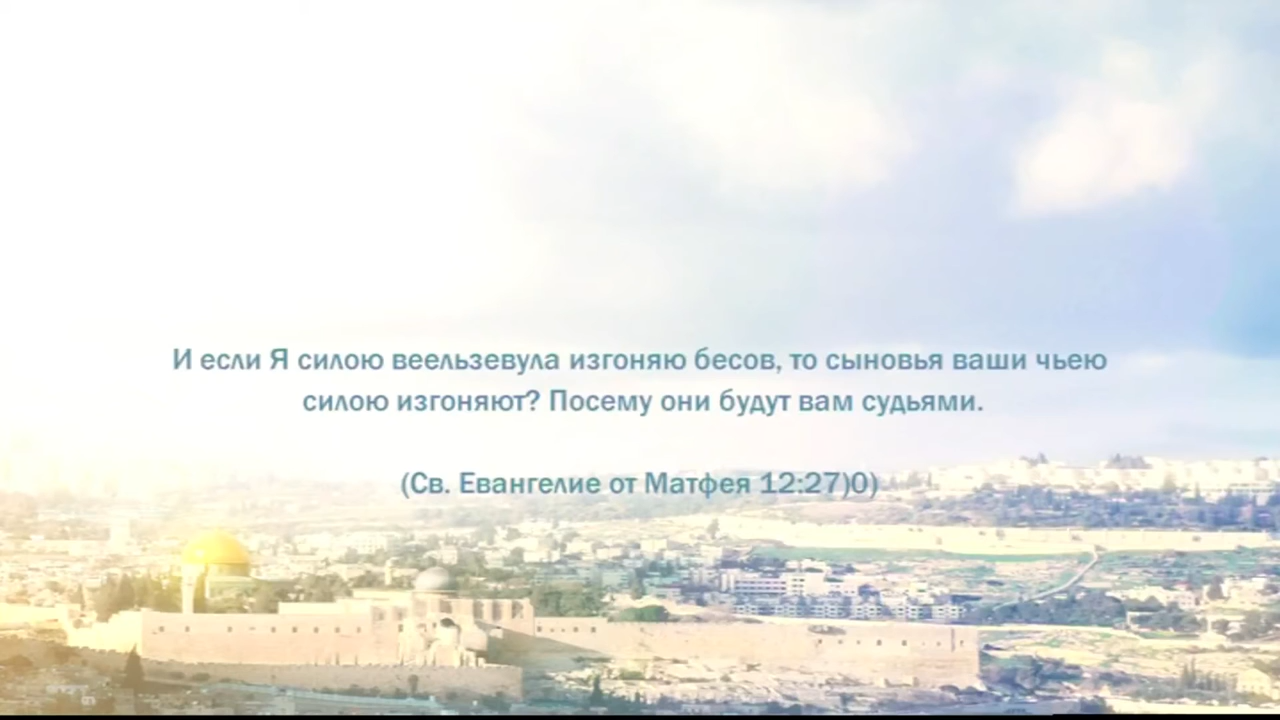 И если Я силою веельзевула изгоняю бесов, то сыновья ваши чьею
силою изгоняют? Посему они будут вам судьями.
(Св. Евангелие от Матфея 12:27)0)